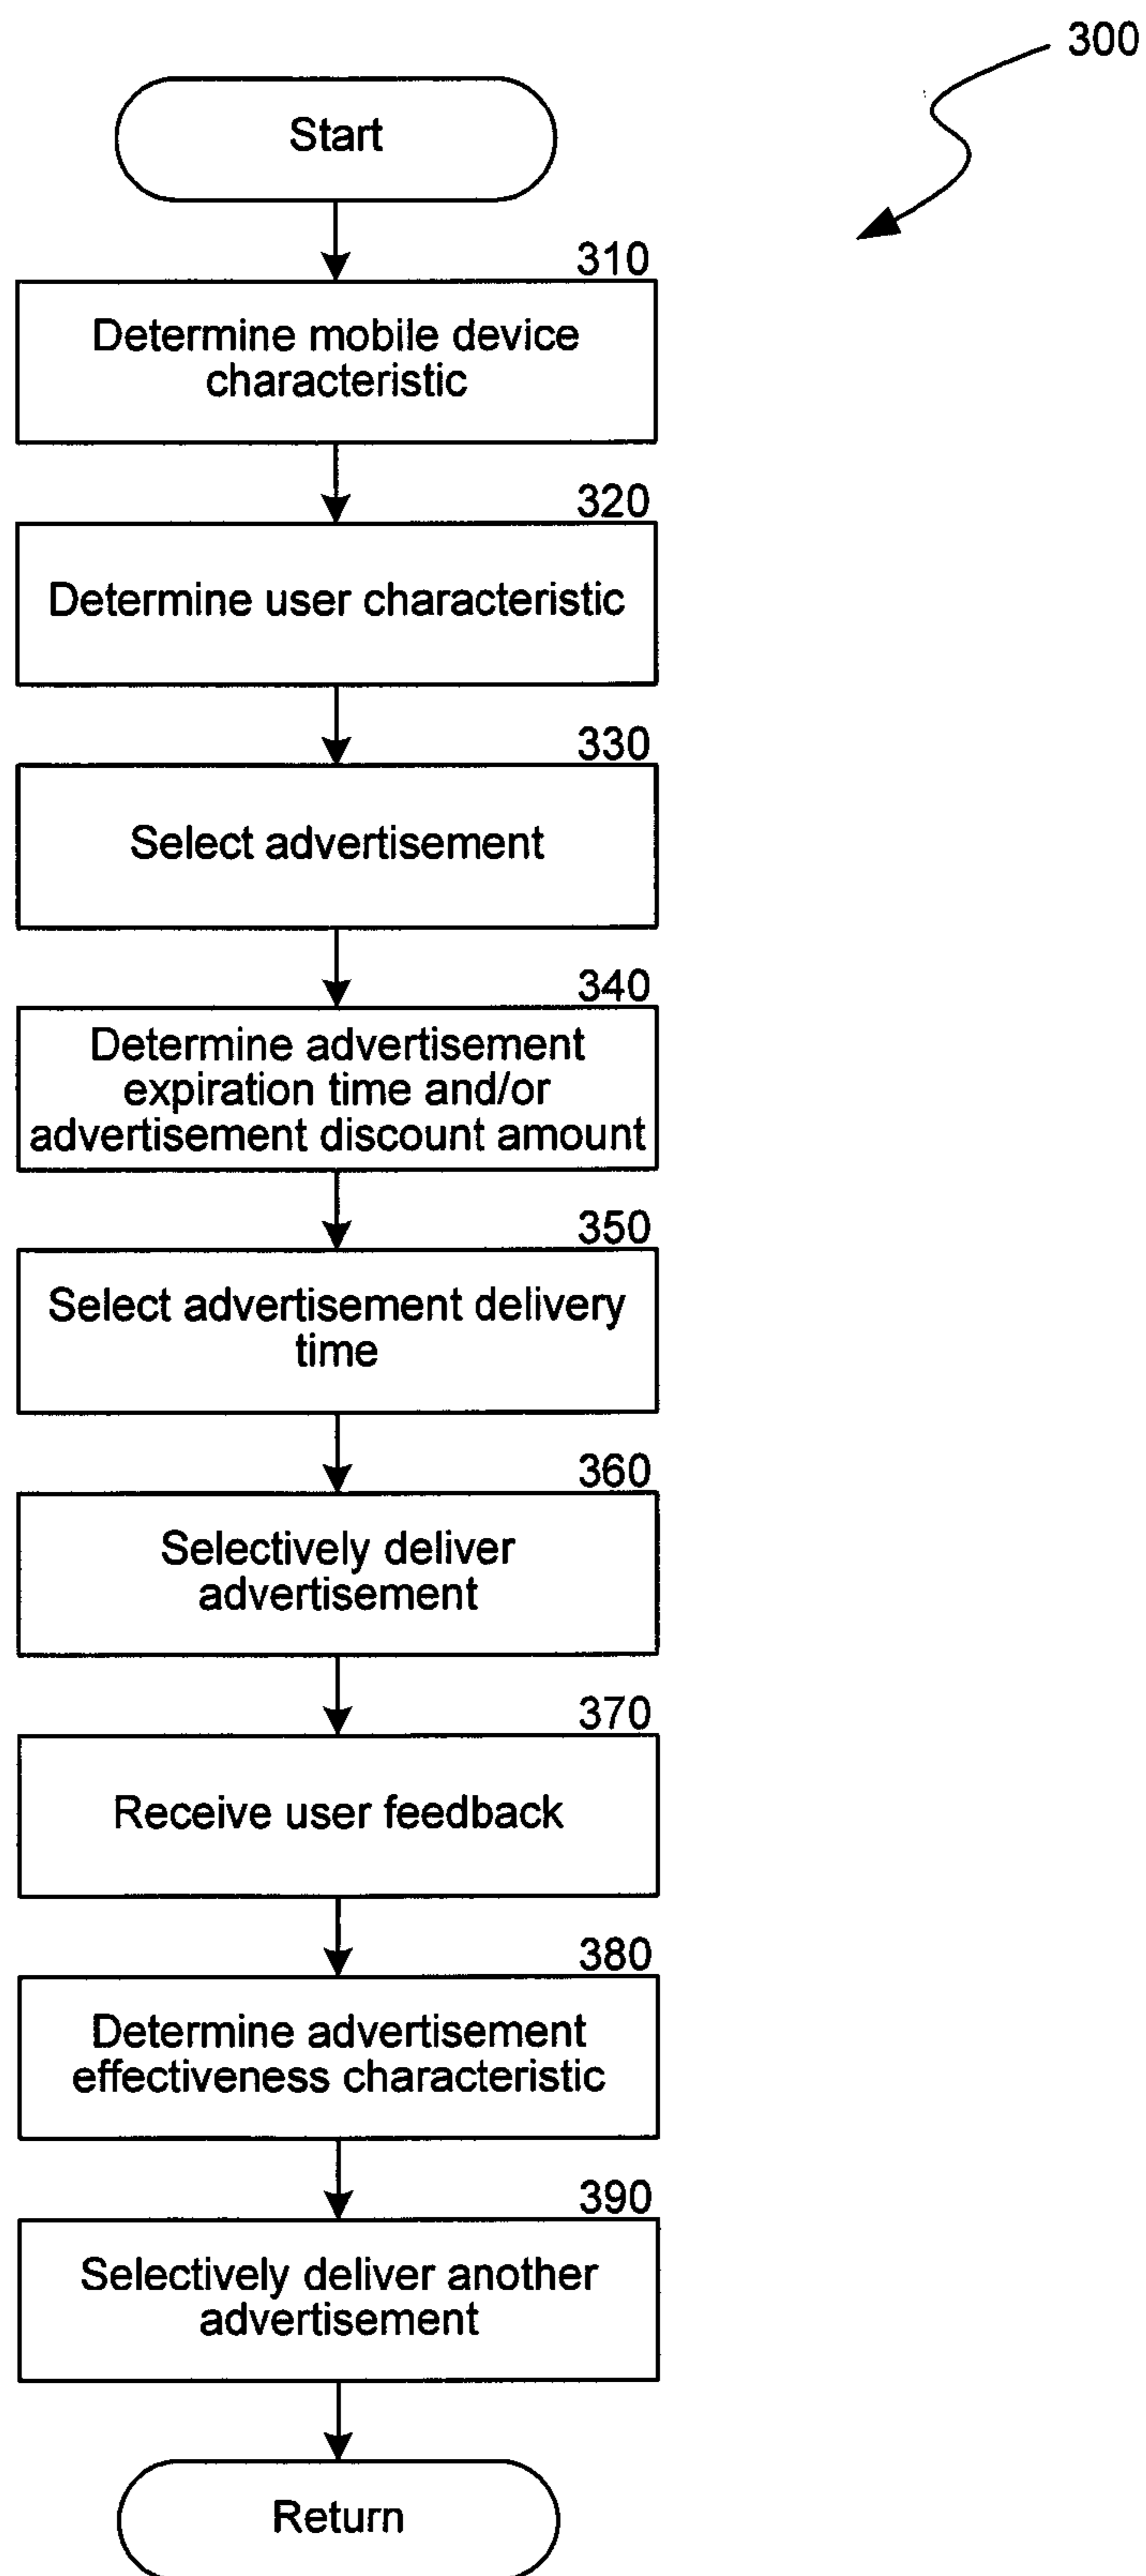 300
Start
310
Determine mobile device
characteristic
320
Determine user characteristic
330
Select advertisement
340
Determine advertisement
expiration time and/or
advertisement discount amount
350
Select advertisement delivery
time
360
Selectively deliver
advertisement
370
Receive user feedback
380
Determine advertisement
effectiveness characteristic
390
Selectively deliver another
advertisement
Return